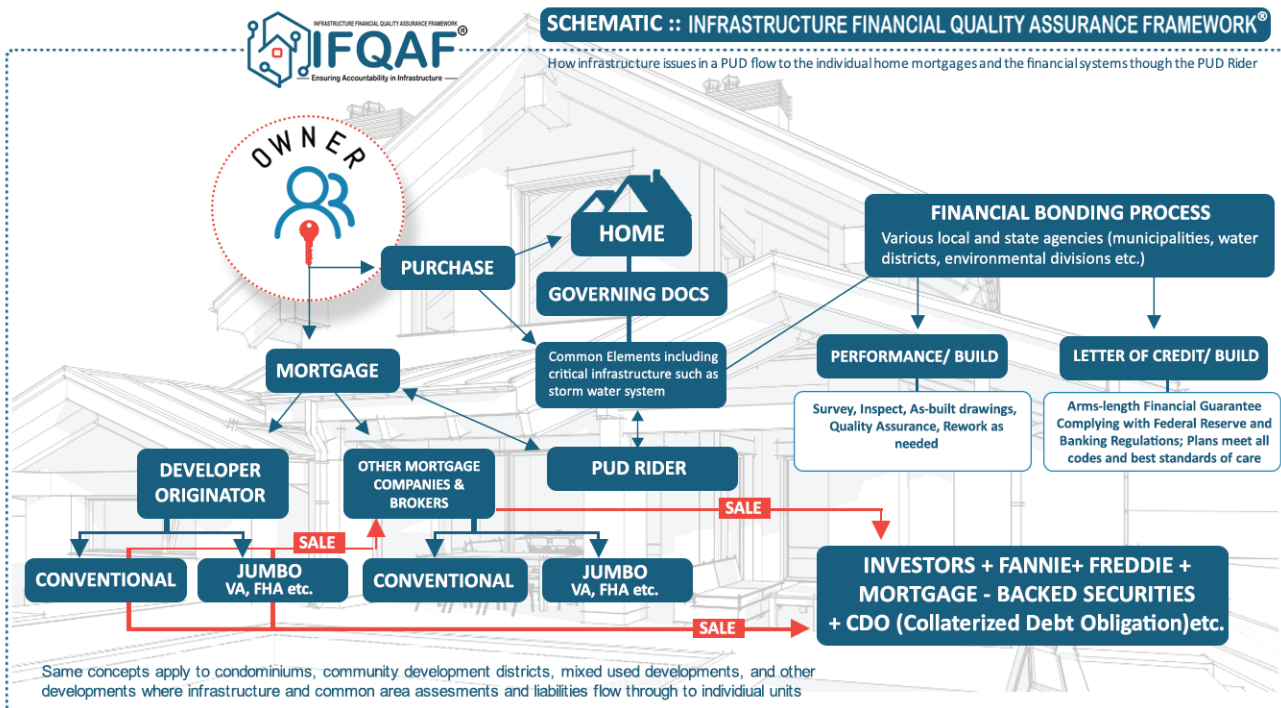 INFRASTRUCTURE FINANCIAL QUALITY ASSURANCE FRAMEWORK
IFQAF®
Ensuring Accountability in Infrastructure
SCHEMATIC :: INFRASTRUCTURE FINANCIAL QUALITY ASSURANCE FRAMEWORK®
How infrastructure issues in a PUD flow to the individual home mortgages and the financial systems though the PUD Rider
OWNER
HOME
PURCHASE
GOVERNING DOCS
FINANCIAL BONDING PROCESS
Various local and state agencies (municipalities, water
districts, environmental divisions etc.)
MORTGAGE
Common Elements including
critical infrastructure such as
storm water system
PERFORMANCE/ BUILD
LETTER OF CREDIT/ BUILD
Survey, Inspect, As-built drawings,
Quality Assurance, Rework as
needed
Arms-length Financial Guarantee
Complying with Federal Reserve and
Banking Regulations; Plans meet all
codes and best standards of care
DEVELOPER
ORIGINATOR
OTHER MORTGAGE
COMPANIES &
BROKERS
PUD RIDER
SALE
SALE
CONVENTIONAL
JUMBO
VA, FHA etc.
CONVENTIONAL
JUMBO
VA, FHA etc.
INVESTORS + FANNIE+ FREDDIE +
MORTGAGE - BACKED SECURITIES
+ CDO (Collaterized Debt Obligation)etc.
SALE
Same concepts apply to condominiums, community development districts, mixed used developments, and other
developments where infrastructure and common area assesments and liabilities flow through to individiual units